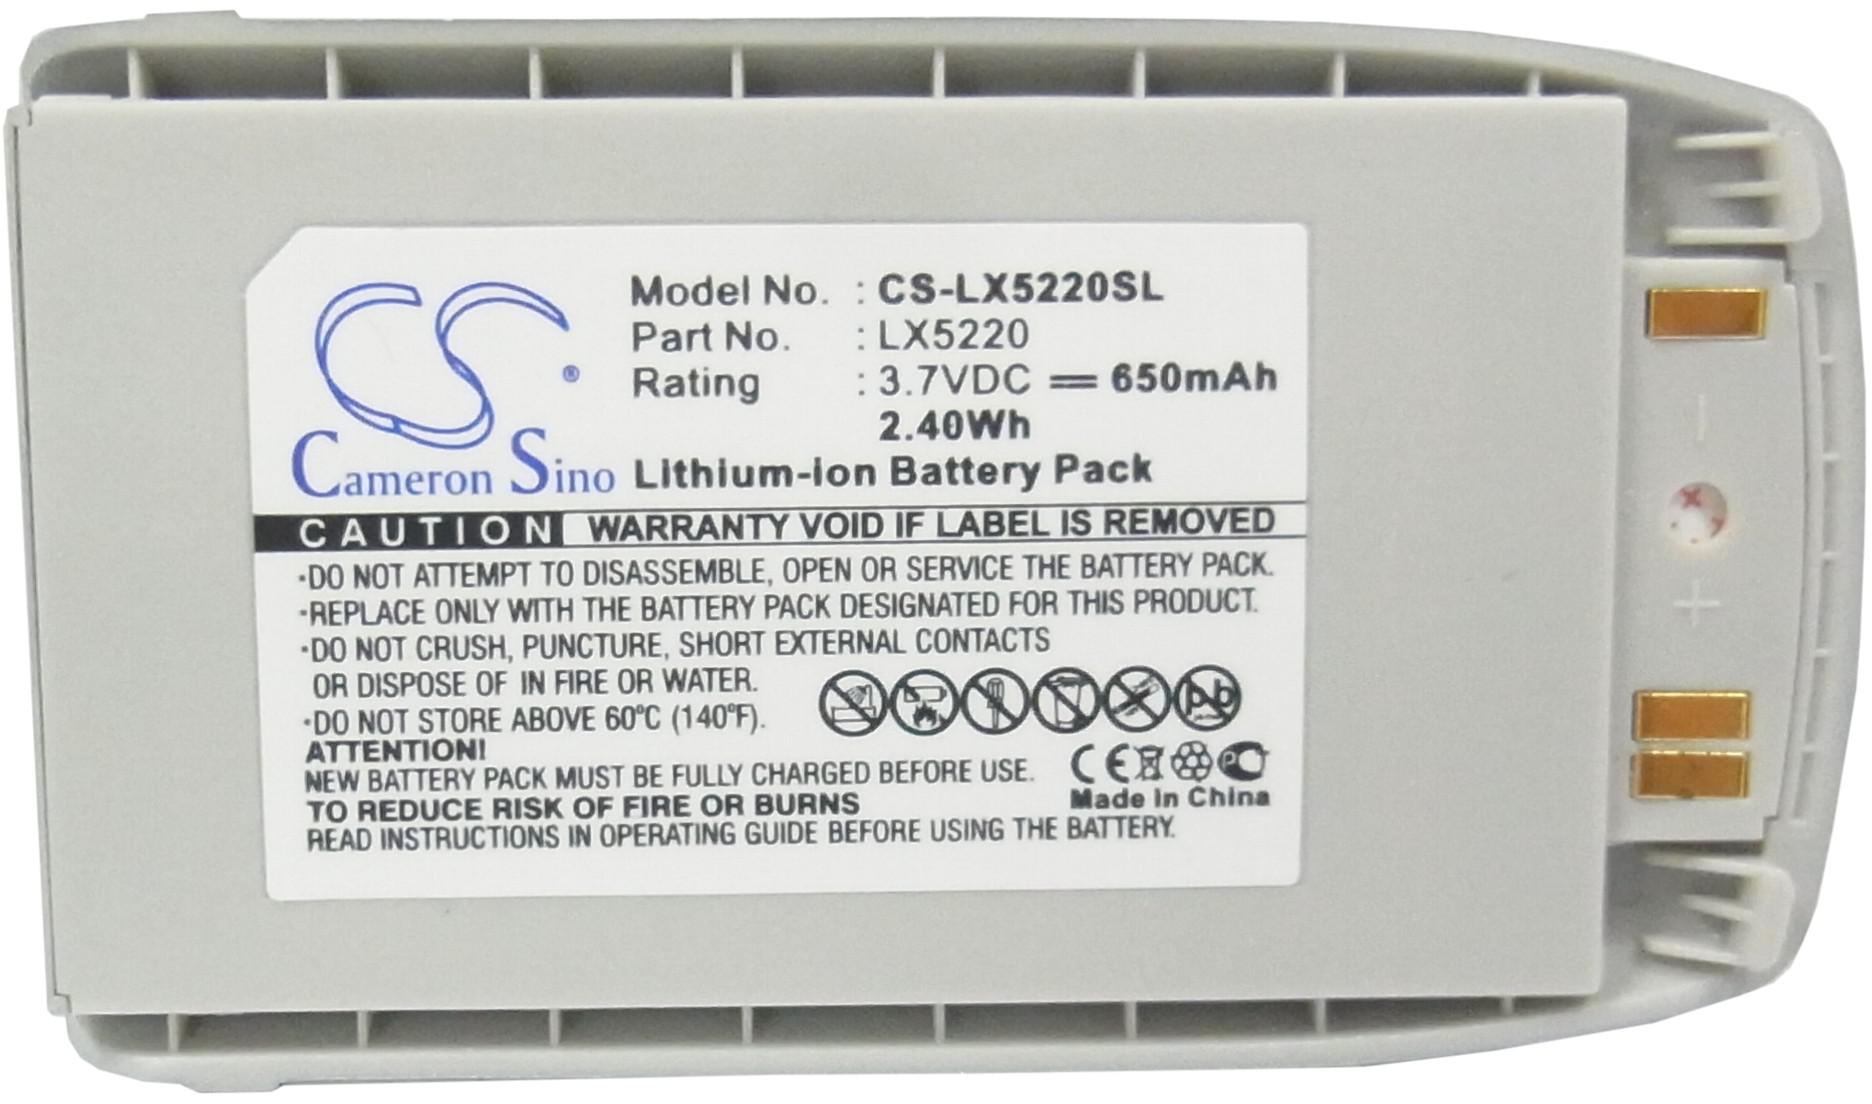 CS®
Cameron Sino
Model No. : CS-LX5220SL
Part No. : LX5220
Rating : 3.7VDC ⎓ 650mAh
2.40Wh
Lithium-ion Battery Pack
CAUTION WARRANTY VOID IF LABEL IS REMOVED
·DO NOT ATTEMPT TO DISASSEMBLE, OPEN OR SERVICE THE BATTERY PACK.
·REPLACE ONLY WITH THE BATTERY PACK DESIGNATED FOR THIS PRODUCT.
·DO NOT CRUSH, PUNCTURE, SHORT EXTERNAL CONTACTS
OR DISPOSE OF IN FIRE OR WATER.
·DO NOT STORE ABOVE 60°C (140°F).
Pb
ATTENTION!
NEW BATTERY PACK MUST BE FULLY CHARGED BEFORE USE.
CE
TO REDUCE RISK OF FIRE OR BURNS
Made in China
READ INSTRUCTIONS IN OPERATING GUIDE BEFORE USING THE BATTERY.
−
+